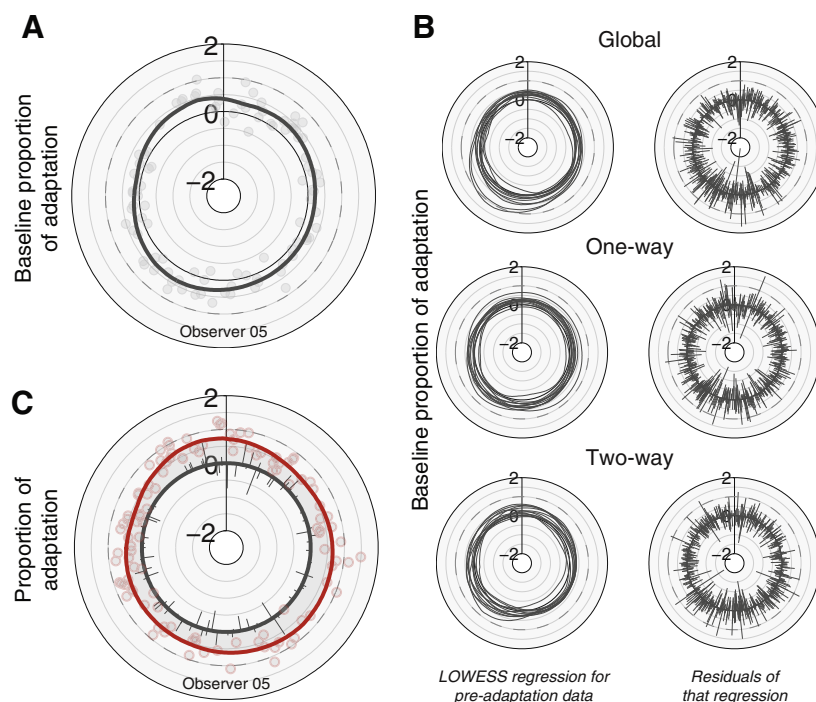 A
Baseline proportion
of adaptation
2
0
−2
Observer 05
B
Baseline proportion of adaptation
Global
2
0
−2
2
0
−2
One-way
2
0
−2
2
0
−2
Two-way
2
0
−2
2
0
−2
LOWESS regression for
pre-adaptation data
Residuals of
that regression
C
Proportion of
adaptation
2
0
−2
Observer 05